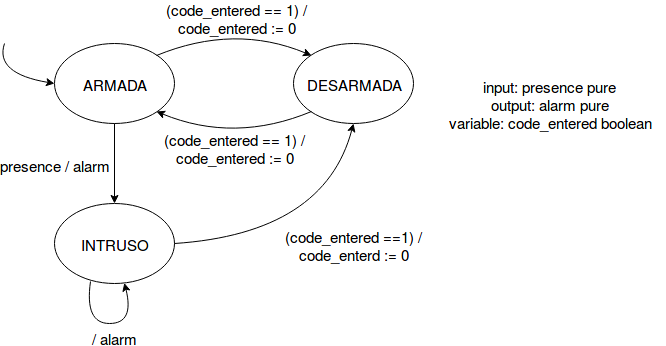 (code_entered == 1) /
code_entered := 0
ARMADA
DESARMADA
input: presence pure
output: alarm pure
variable: code_entered boolean
(code_entered == 1) /
code_entered := 0
presence / alarm
INTRUSO
(code_entered ==1) /
code_enterd := 0
/ alarm